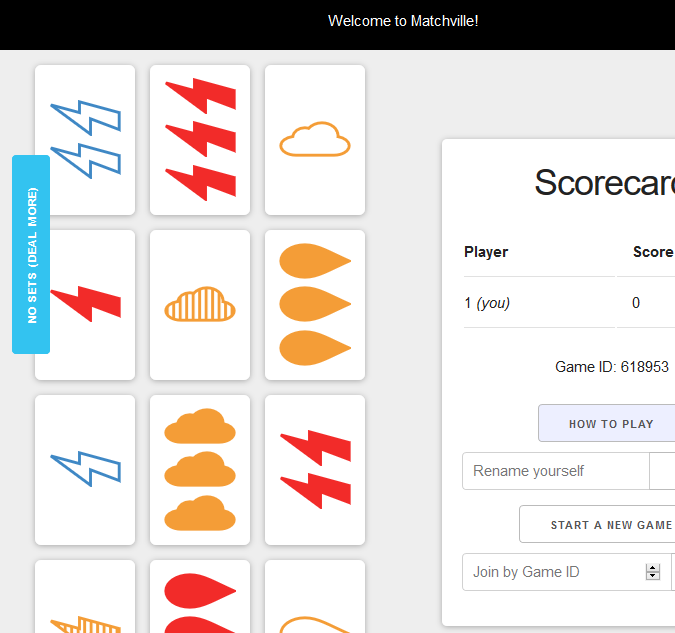 Welcome to Matchville!
NO SETS (DEAL MORE)
Scorecar
Player Score
1 (you) 0
Game ID: 618953
HOW TO PLAY
Rename yourself
START A NEW GAME
Join by Game ID